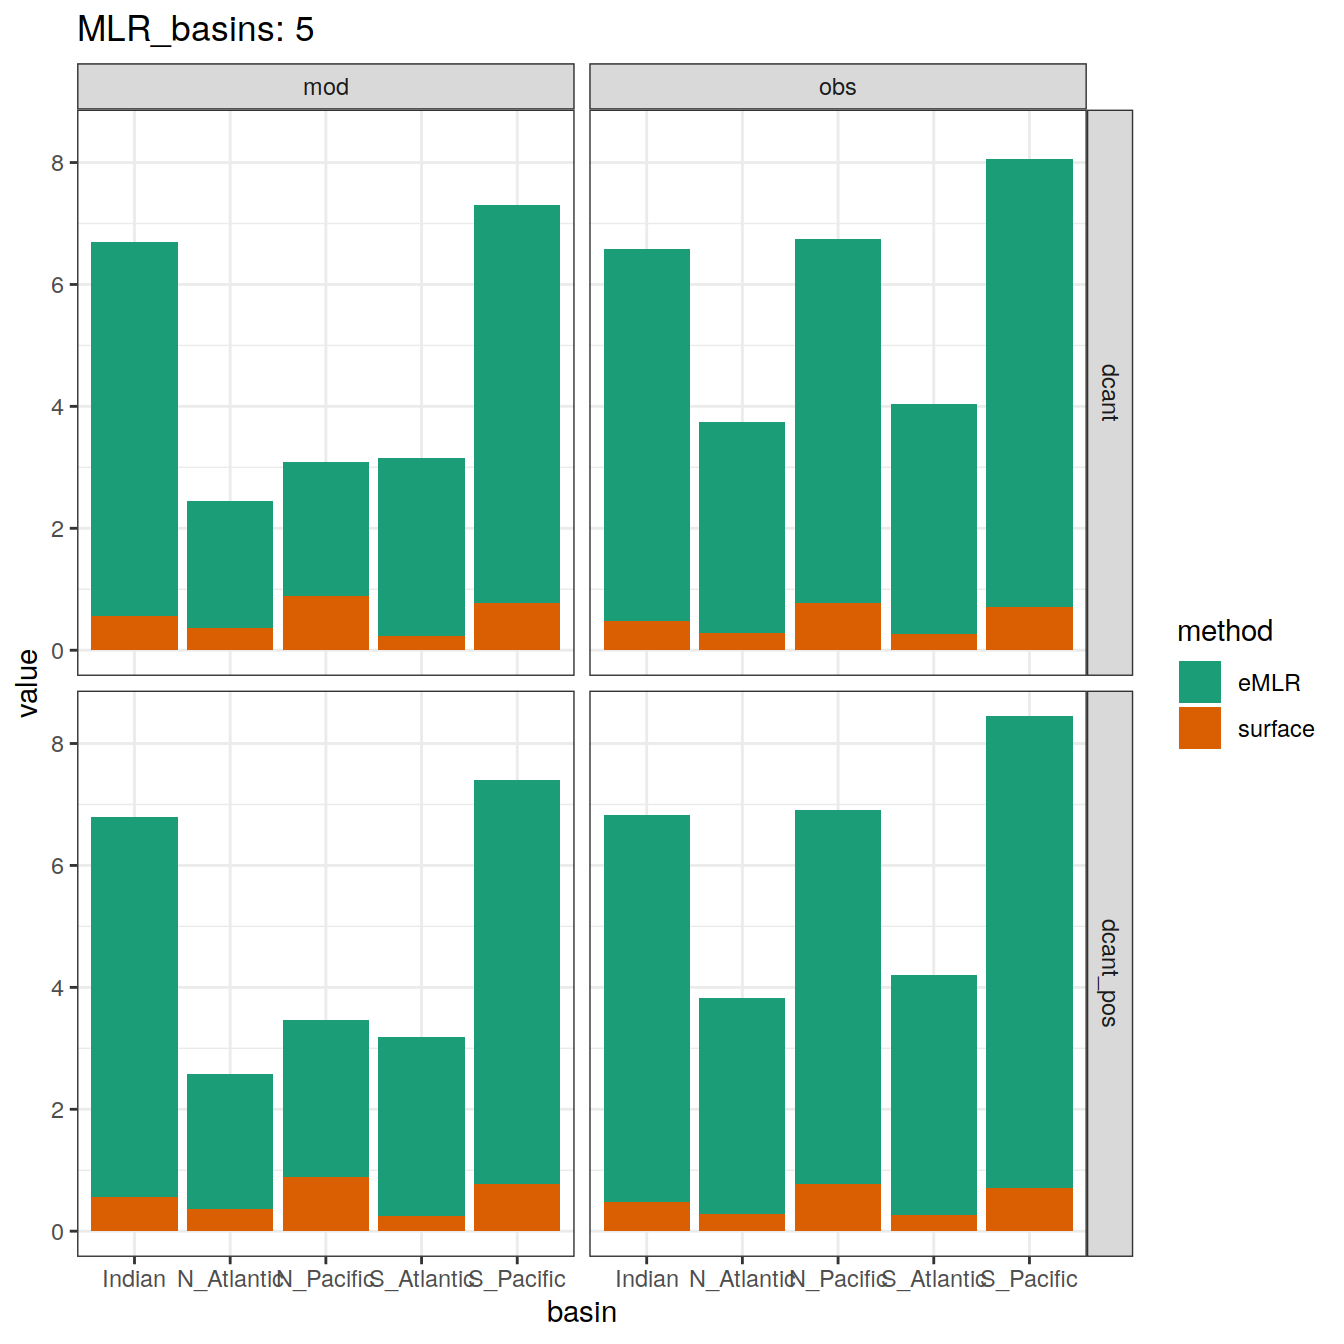 MLR_basins: 5
mod
obs
8
6
4
2
0
dcant
8
6
4
2
0
dcant_pos
value
Indian N_Atlantic N_Pacific S_Atlantic S_Pacific
Indian N_Atlantic N_Pacific S_Atlantic S_Pacific
basin
method
eMLR
surface